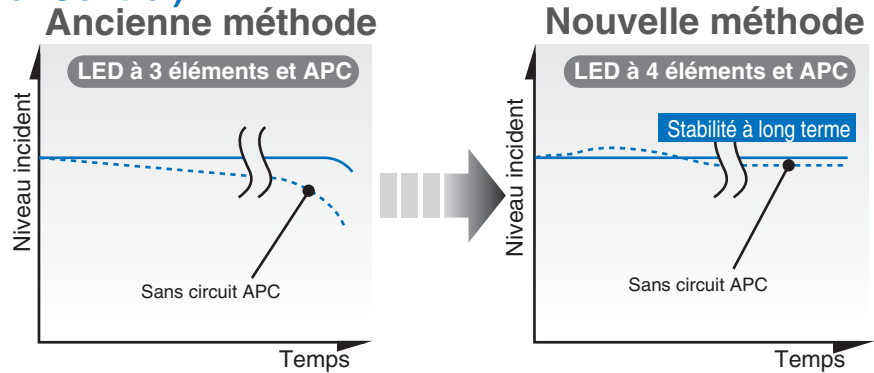 Ancienne méthode
LED à 3 éléments et APC
Niveau incident
Sans circuit APC
Temps
Nouvelle méthode
LED à 4 éléments et APC
Stabilité à long terme
Niveau incident
Sans circuit APC
Temps